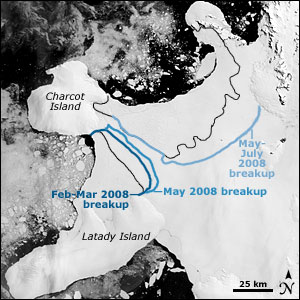 Charcot
Island
May-
July
2008
breakup
Feb-Mar 2008
breakup
May 2008 breakup
Latady Island
25 km
N